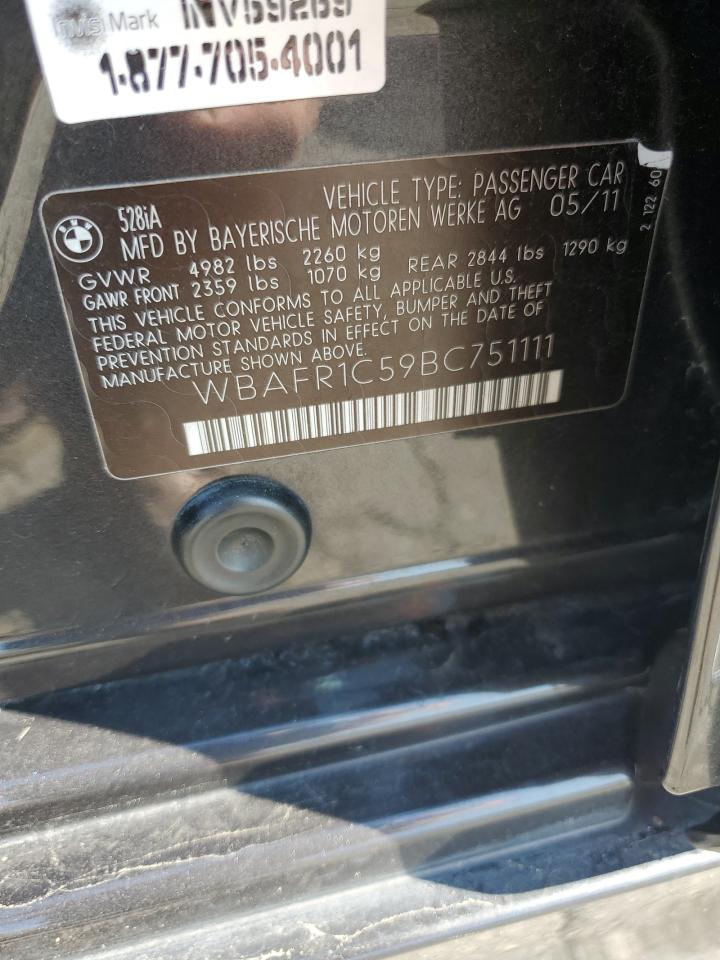 nvis Mark INV59269
1-877-705-4001
VEHICLE TYPE: PASSENGER CAR
528iA
MFD BY BAYERISCHE MOTOREN WERKE AG 05/11
GVWR 4982 lbs 2260 kg
GAWR FRONT 2359 lbs 1070 kg REAR 2844 lbs 1290 kg
THIS VEHICLE CONFORMS TO ALL APPLICABLE U.S.
FEDERAL MOTOR VEHICLE SAFETY, BUMPER AND THEFT
PREVENTION STANDARDS IN EFFECT ON THE DATE OF
MANUFACTURE SHOWN ABOVE.
WBAFR1C59BC751111
2 122 60
BMW